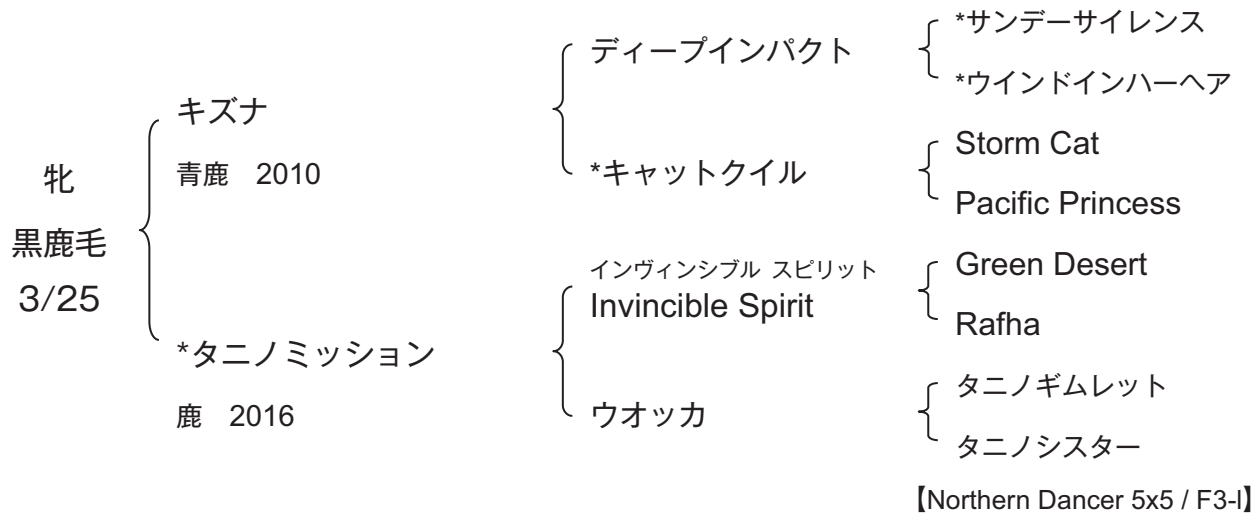 牝
黒鹿毛
3/25
キズナ
青鹿 2010
*タニノミッション
鹿 2016
ディープインパクト
*キャットクイル
インヴィンシブル スピリット
Invincible Spirit
ウオッカ
*サンデーサイレンス
*ウインドインハーヘア
Storm Cat
Pacific Princess
Green Desert
Rafha
タニノギムレット
タニノシスター
【Northern Dancer 5x5 / F3-l】